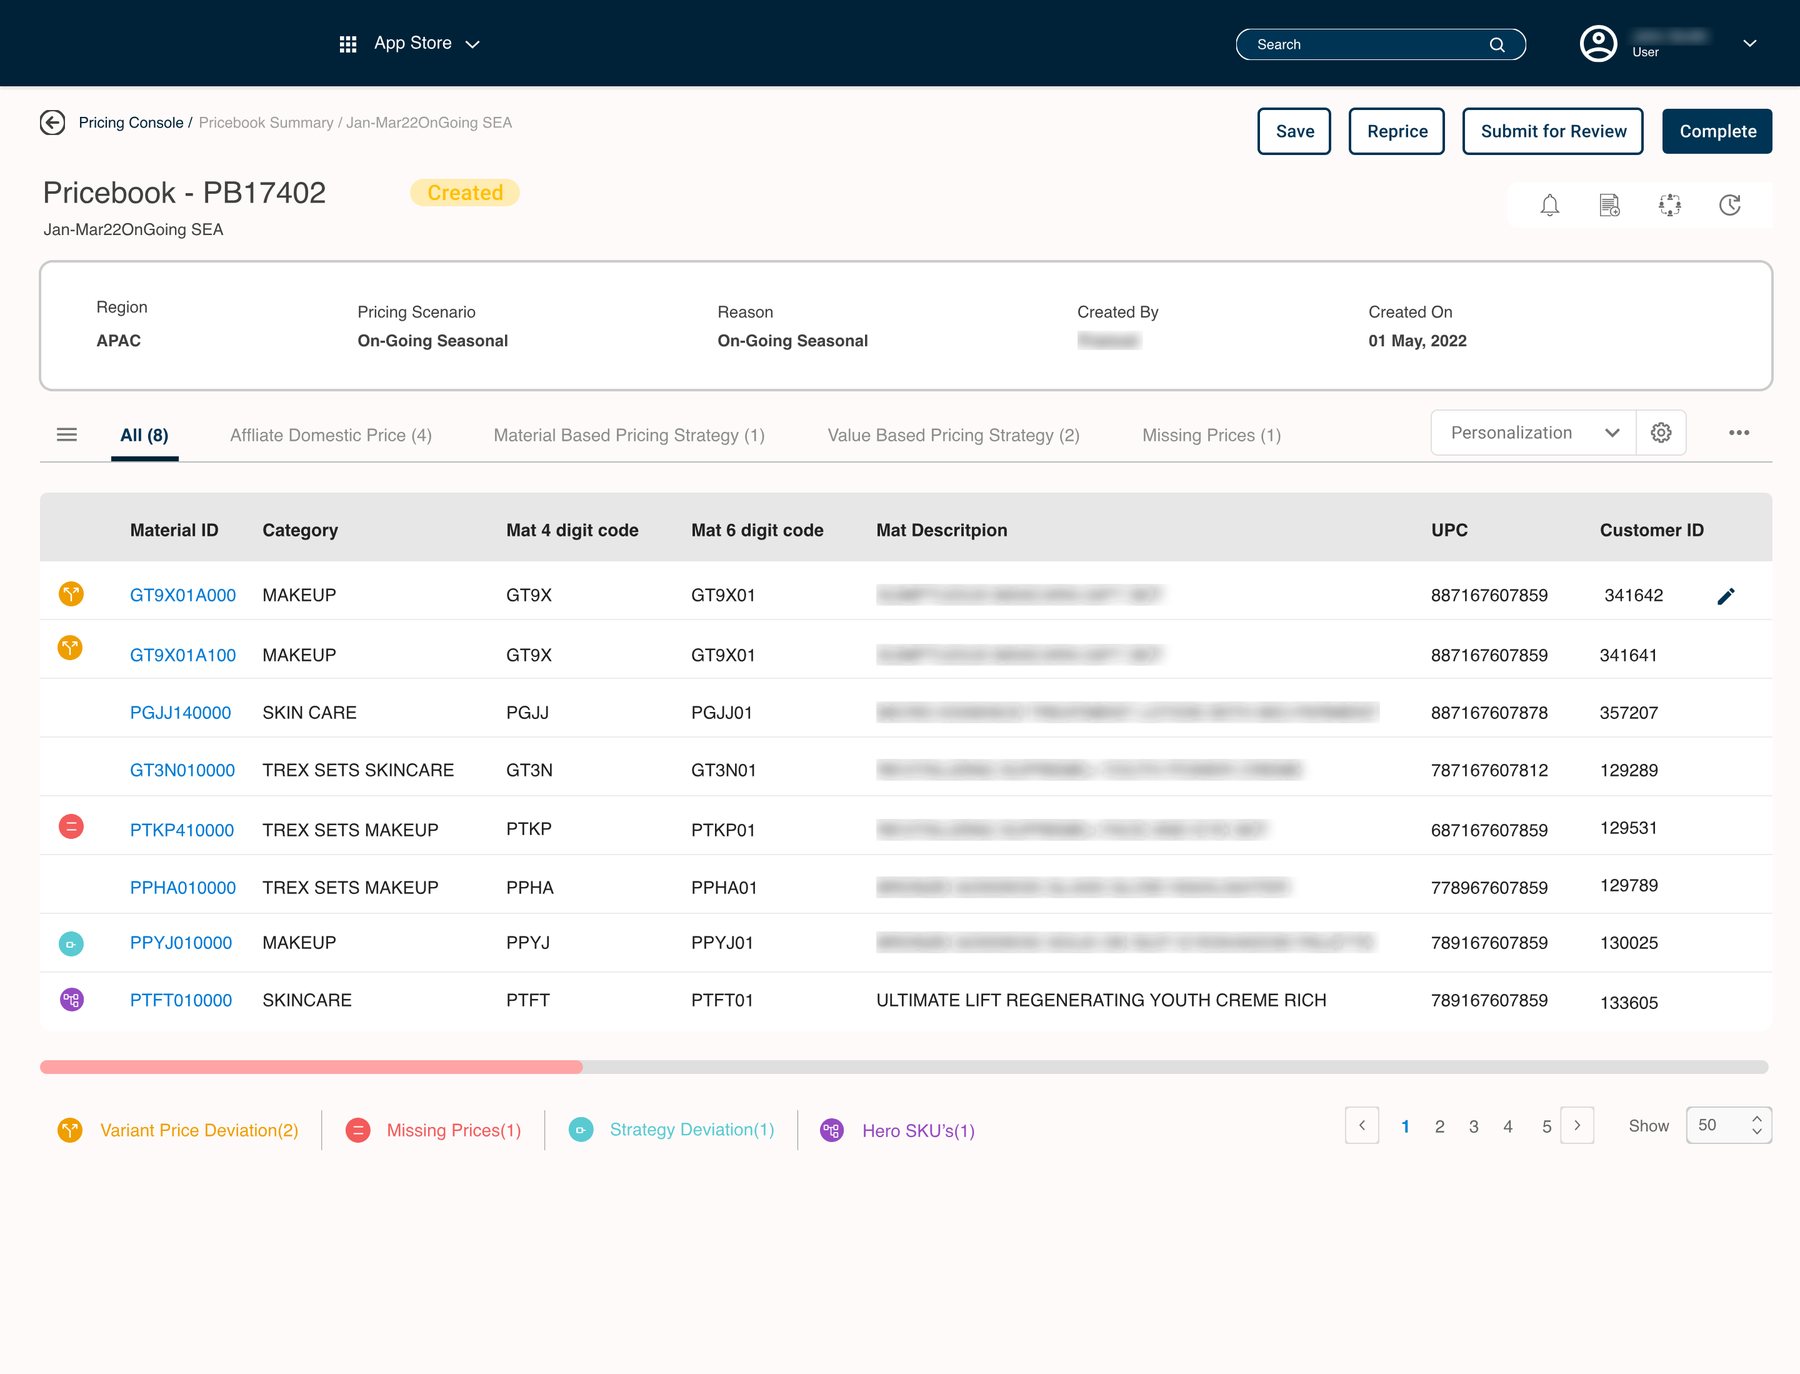 App Store
Search
User
Pricing Console / Pricebook Summary / Jan-Mar22OnGoing SEA
Save Reprice Submit for Review Complete
Pricebook - PB17402 Created
Jan-Mar22OnGoing SEA
Region Pricing Scenario Reason Created By Created On
APAC On-Going Seasonal On-Going Seasonal 01 May, 2022
All (8) Affliate Domestic Price (4) Material Based Pricing Strategy (1) Value Based Pricing Strategy (2) Missing Prices (1) Personalization
Material ID Category Mat 4 digit code Mat 6 digit code Mat Descritpion UPC Customer ID
GT9X01A000 MAKEUP GT9X GT9X01 887167607859 341642
GT9X01A100 MAKEUP GT9X GT9X01 887167607859 341641
PGJJ140000 SKIN CARE PGJJ PGJJ01 887167607878 357207
GT3N010000 TREX SETS SKINCARE GT3N GT3N01 787167607812 129289
PTKP410000 TREX SETS MAKEUP PTKP PTKP01 687167607859 129531
PPHA010000 TREX SETS MAKEUP PPHA PPHA01 778967607859 129789
PPYJ010000 MAKEUP PPYJ PPYJ01 789167607859 130025
PTFT010000 SKINCARE PTFT PTFT01 ULTIMATE LIFT REGENERATING YOUTH CREME RICH 789167607859 133605
Variant Price Deviation(2) Missing Prices(1) Strategy Deviation(1) Hero SKU's(1) 1 2 3 4 5 Show 50